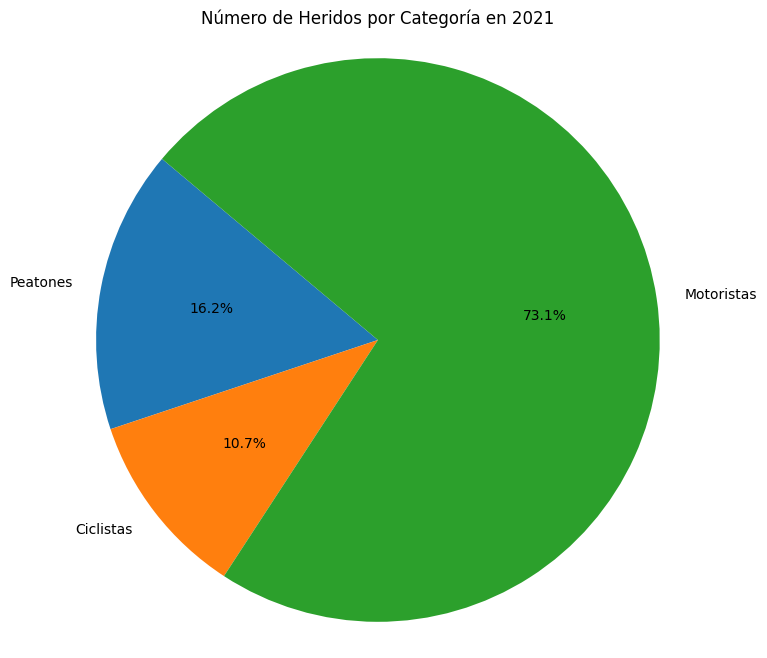 Número de Heridos por Categoría en 2021
Peatones
Motoristas
16.2%
73.1%
10.7%
Ciclistas